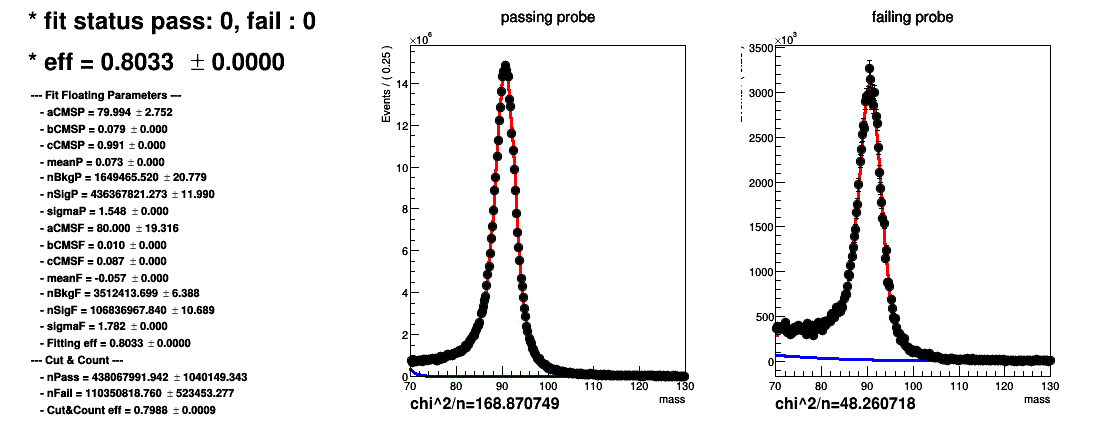 * fit status pass: 0, fail : 0
* eff = 0.8033 ± 0.0000
--- Fit Floating Parameters ---
- aCMSP = 79.994 ± 2.752
- bCMSP = 0.079 ± 0.000
- cCMSP = 0.991 ± 0.000
- meanP = 0.073 ± 0.000
- nBkgP = 1649465.520 ± 20.779
- nSigP = 436367821.273 ± 11.990
- sigmaP = 1.548 ± 0.000
- aCMSF = 80.000 ± 19.316
- bCMSF = 0.010 ± 0.000
- cCMSF = 0.087 ± 0.000
- meanF = -0.057 ± 0.000
- nBkgF = 3512413.699 ± 6.388
- nSigF = 106836967.840 ± 10.689
- sigmaF = 1.782 ± 0.000
- Fitting eff = 0.8033 ± 0.0000
--- Cut & Count ---
- nPass = 438067991.942 ± 1040149.343
- nFail = 110350818.760 ± 523453.277
- Cut&Count eff = 0.7988 ± 0.0009
passing probe
×10⁶
Events / ( 0.25 )
14
12
10
8
6
4
2
0
70 80 90 100 110 120 130
mass
chi^2/n=168.870749
failing probe
×10³
3500
3000
2500
2000
1500
1000
500
0
70 80 90 100 110 120 130
mass
chi^2/n=48.260718